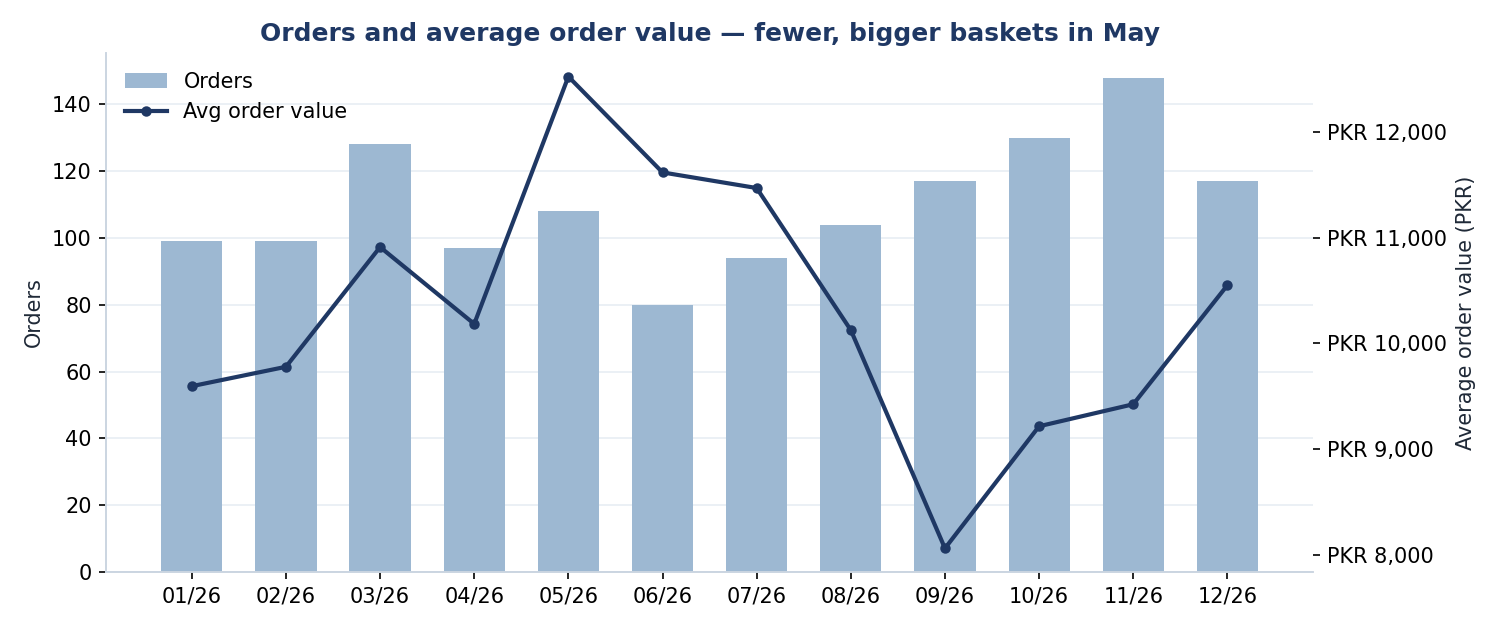 Orders and average order value — fewer, bigger baskets in May
Orders
Avg order value
Orders
140
120
100
80
60
40
20
0
PKR 12,000
PKR 11,000
PKR 10,000
PKR 9,000
PKR 8,000
Average order value (PKR)
01/26 02/26 03/26 04/26 05/26 06/26 07/26 08/26 09/26 10/26 11/26 12/26